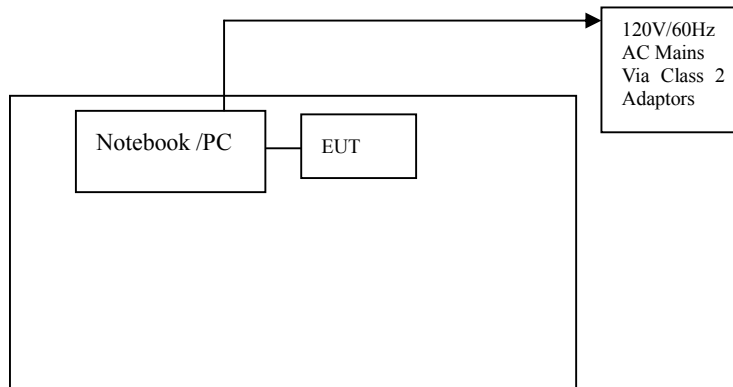 120V/60Hz
AC Mains
Via Class 2
Adaptors
Notebook /PC
EUT